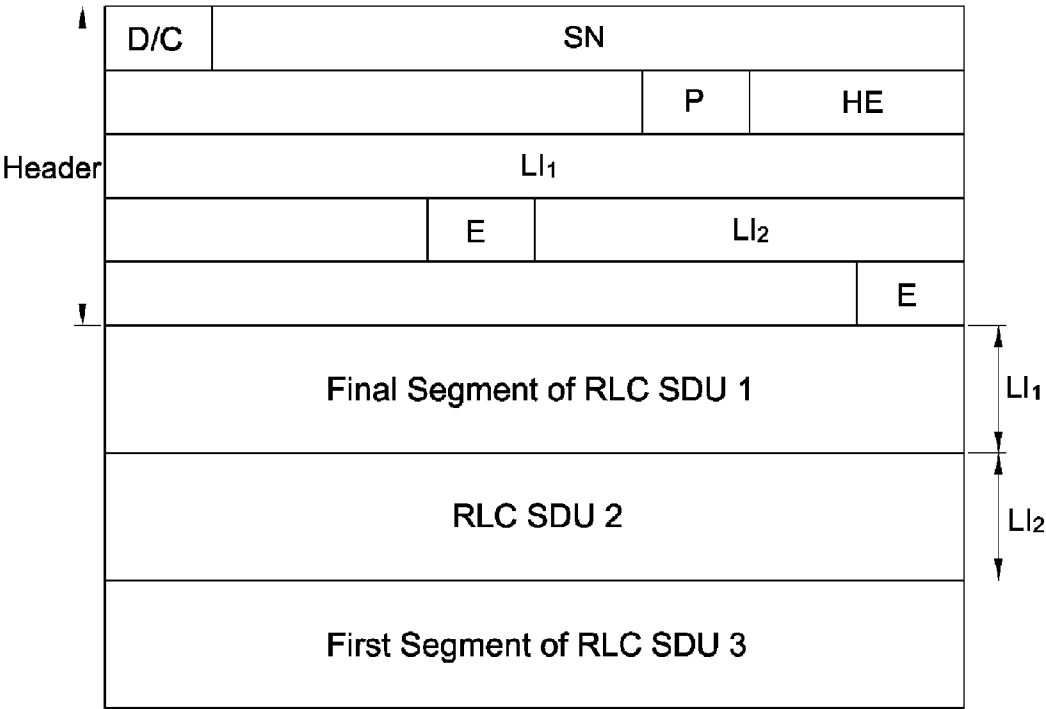 D/C SN
P HE
Header
LI₁
E LI₂
E
Final Segment of RLC SDU 1
LI₁
RLC SDU 2
LI₂
First Segment of RLC SDU 3